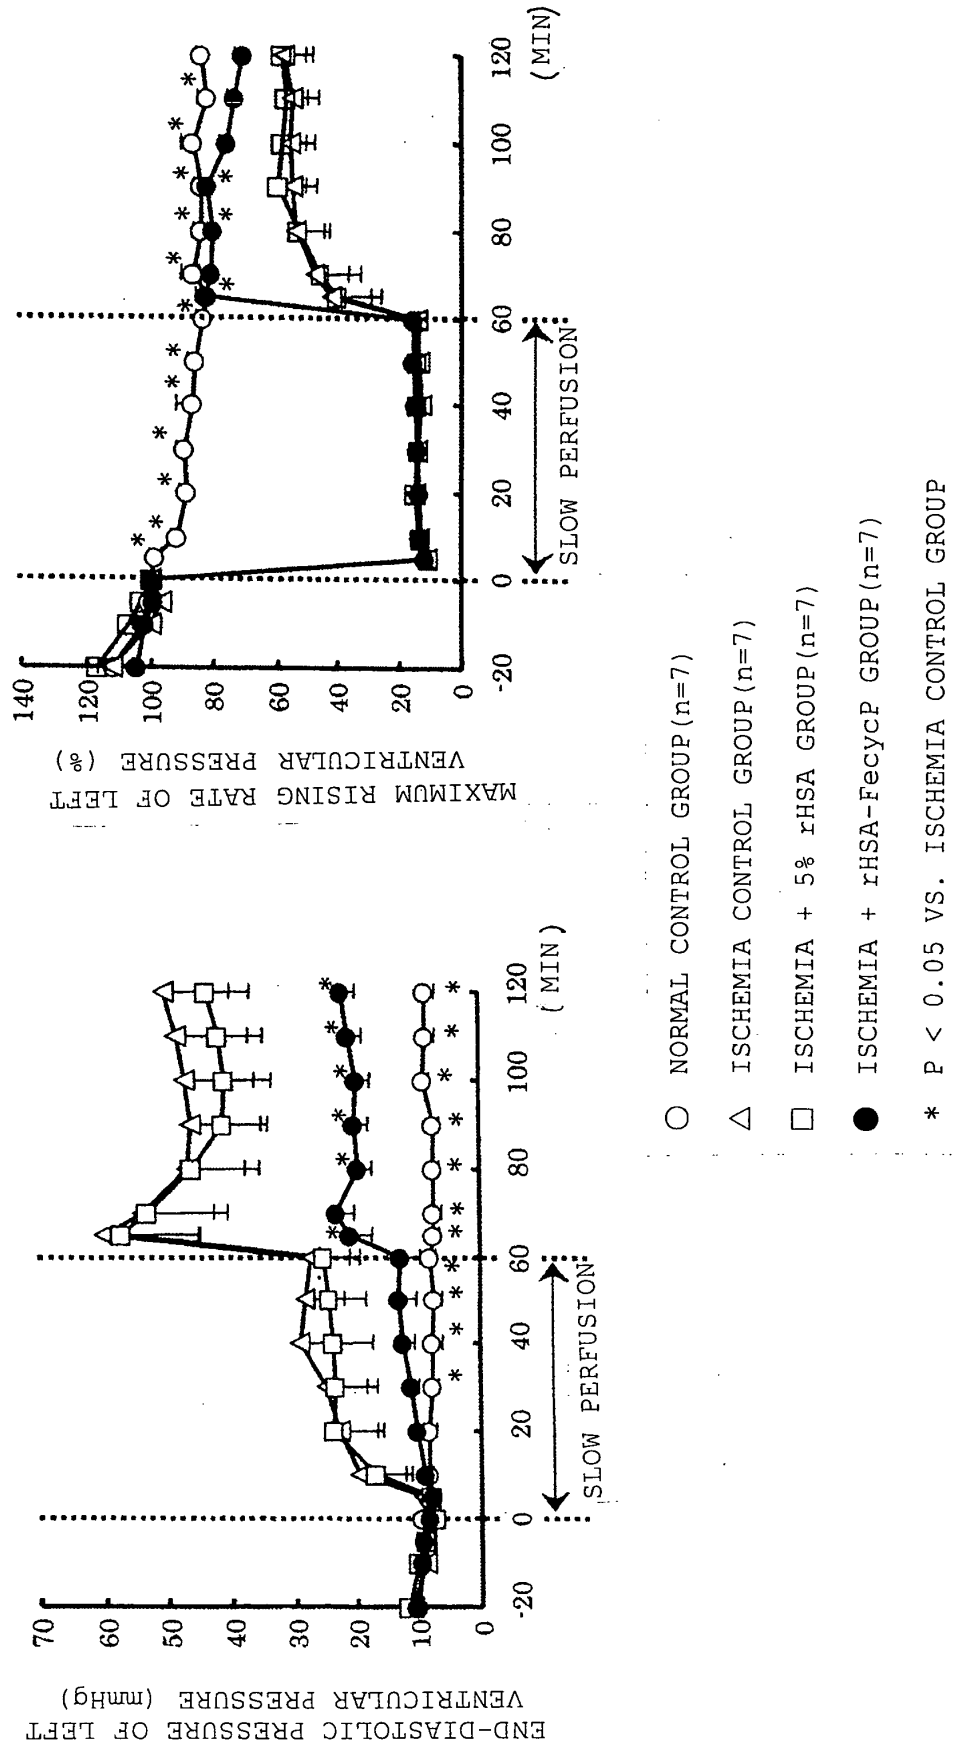 END-DIASTOLIC PRESSURE OF LEFT
VENTRICULAR PRESSURE (mmHg)
70
60
50
40
30
20
10
0
-20
0
20
40
60
80
100
120
(MIN)
SLOW PERFUSION
* * * * * *
* * * * * * * * * * *
MAXIMUM RISING RATE OF LEFT
VENTRICULAR PRESSURE (%)
140
120
100
80
60
40
20
0
-20
0
20
40
60
80
100
120
(MIN)
SLOW PERFUSION
* * * * * * * * * * * *
* * *
○ NORMAL CONTROL GROUP(n=7)
△ ISCHEMIA CONTROL GROUP(n=7)
□ ISCHEMIA + 5% rHSA GROUP(n=7)
● ISCHEMIA + rHSA-FecycP GROUP(n=7)
* P < 0.05 VS. ISCHEMIA CONTROL GROUP